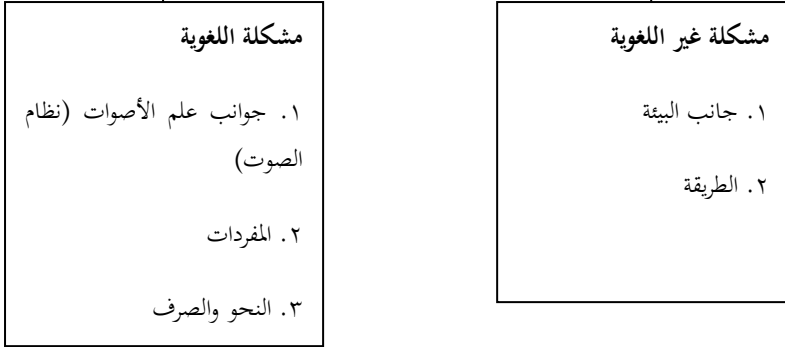 مشكلة غير اللغوية
١. جانب البيئة
٢. الطريقة
مشكلة اللغوية
١. جوانب علم الأصوات (نظام
الصوت)
٢. المفردات
٣. النحو والصرف